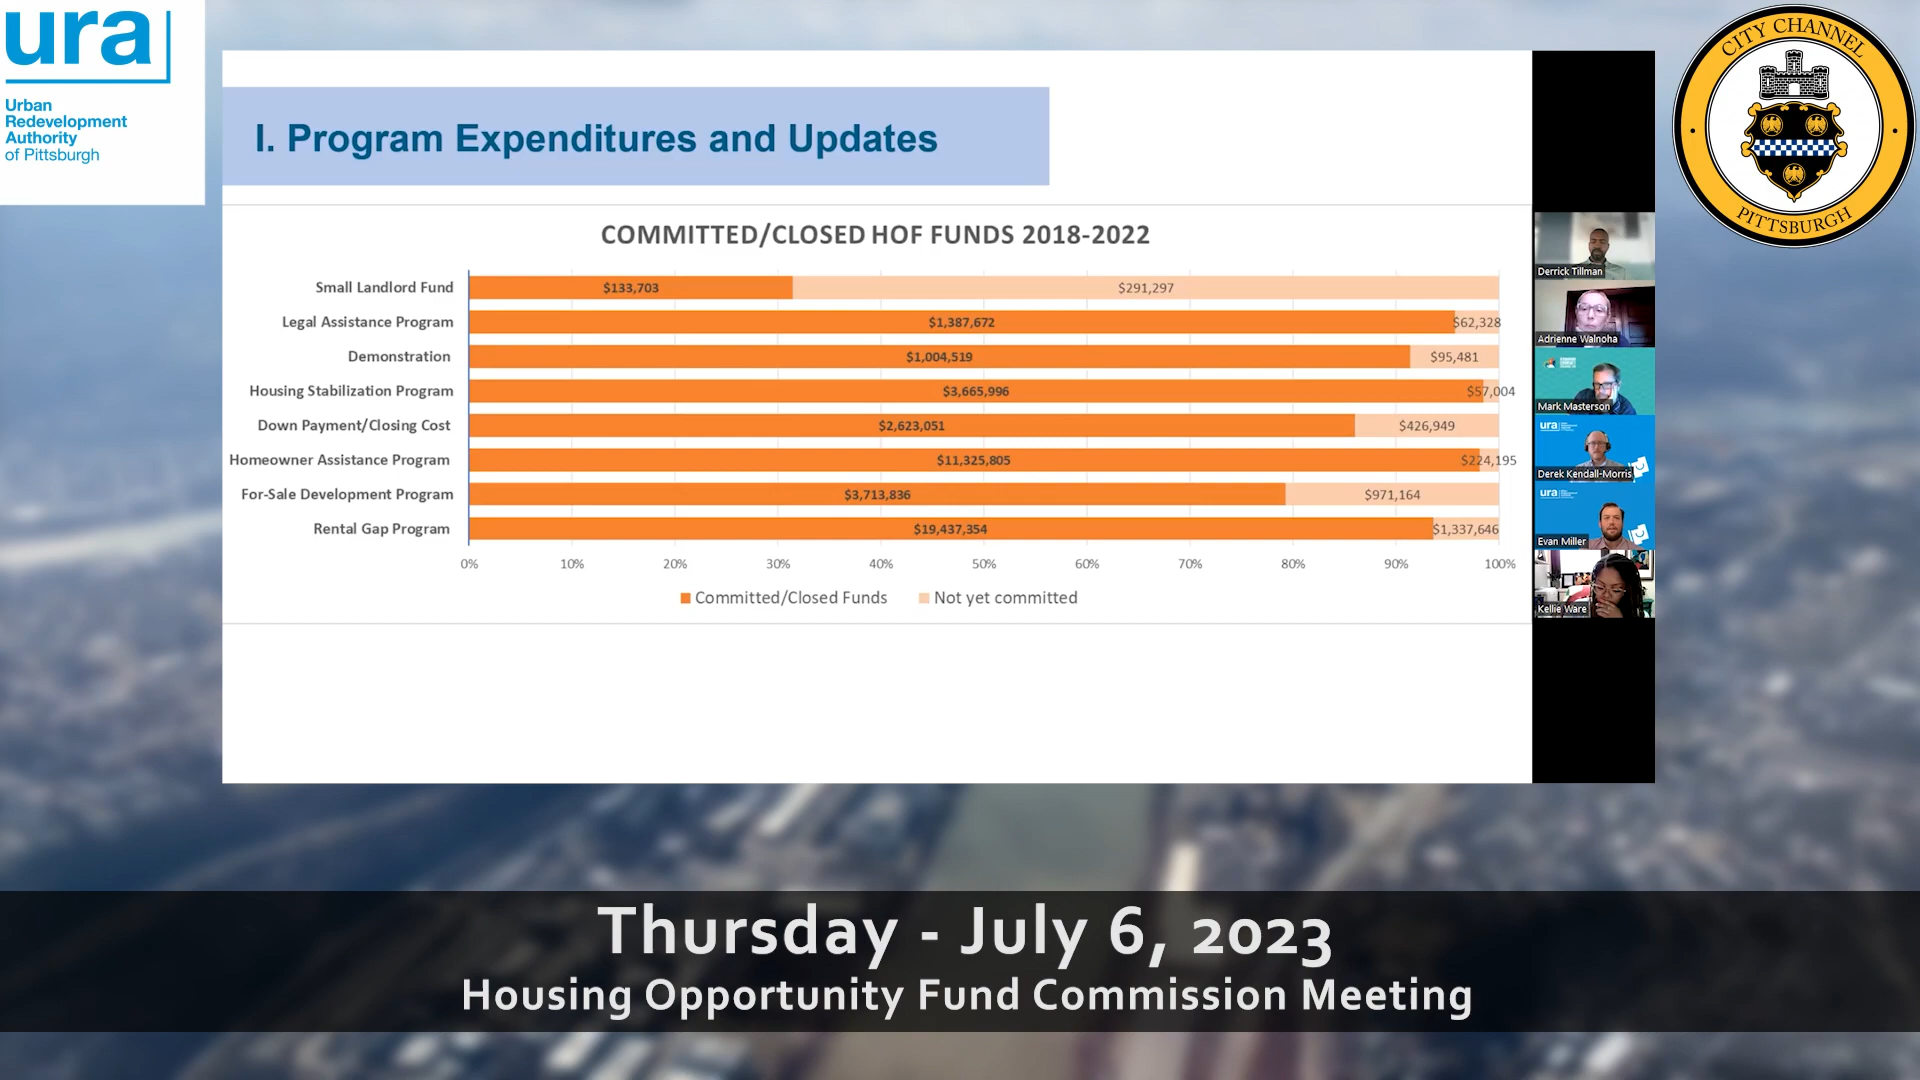 ura
Urban
Redevelopment
Authority
of Pittsburgh
CITY CHANNEL
PITTSBURGH
I. Program Expenditures and Updates
COMMITTED/CLOSED HOF FUNDS 2018-2022
Small Landlord Fund $133,703 $291,297
Legal Assistance Program $1,387,672 $62,328
Demonstration $1,004,519 $95,481
Housing Stabilization Program $3,665,996 $57,004
Down Payment/Closing Cost $2,623,051 $426,949
Homeowner Assistance Program $11,325,805 $224,195
For-Sale Development Program $3,713,836 $971,164
Rental Gap Program $19,437,354 $1,337,646
0% 10% 20% 30% 40% 50% 60% 70% 80% 90% 100%
Committed/Closed Funds Not yet committed
Derrick Tillman
Adrienne Walnoha
Mark Masterson
ura
Derek Kendall-Morris
ura
Evan Miller
Kellie Ware
Thursday - July 6, 2023
Housing Opportunity Fund Commission Meeting